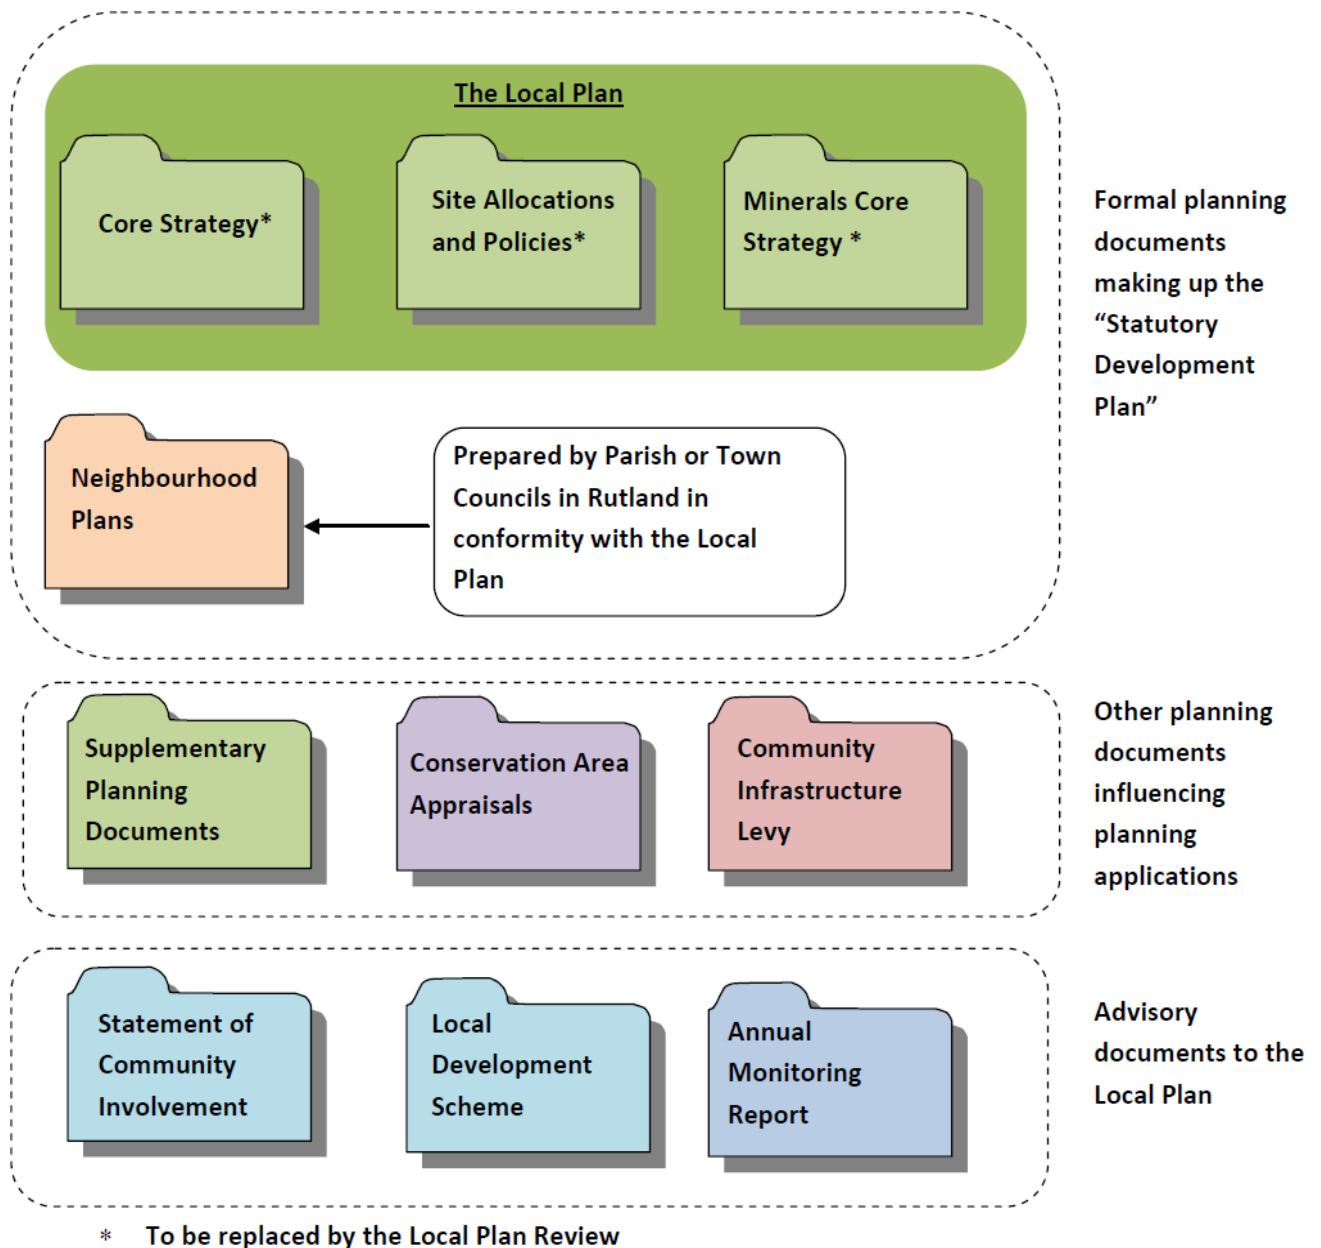 The Local Plan
Core Strategy*
Site Allocations
and Policies*
Minerals Core
Strategy *
Formal planning
documents
making up the
“Statutory
Development
Plan”
Neighbourhood
Plans
Prepared by Parish or Town
Councils in Rutland in
conformity with the Local
Plan
Supplementary
Planning
Documents
Conservation Area
Appraisals
Community
Infrastructure
Levy
Other planning
documents
influencing
planning
applications
Statement of
Community
Involvement
Local
Development
Scheme
Annual
Monitoring
Report
Advisory
documents to the
Local Plan
* To be replaced by the Local Plan Review